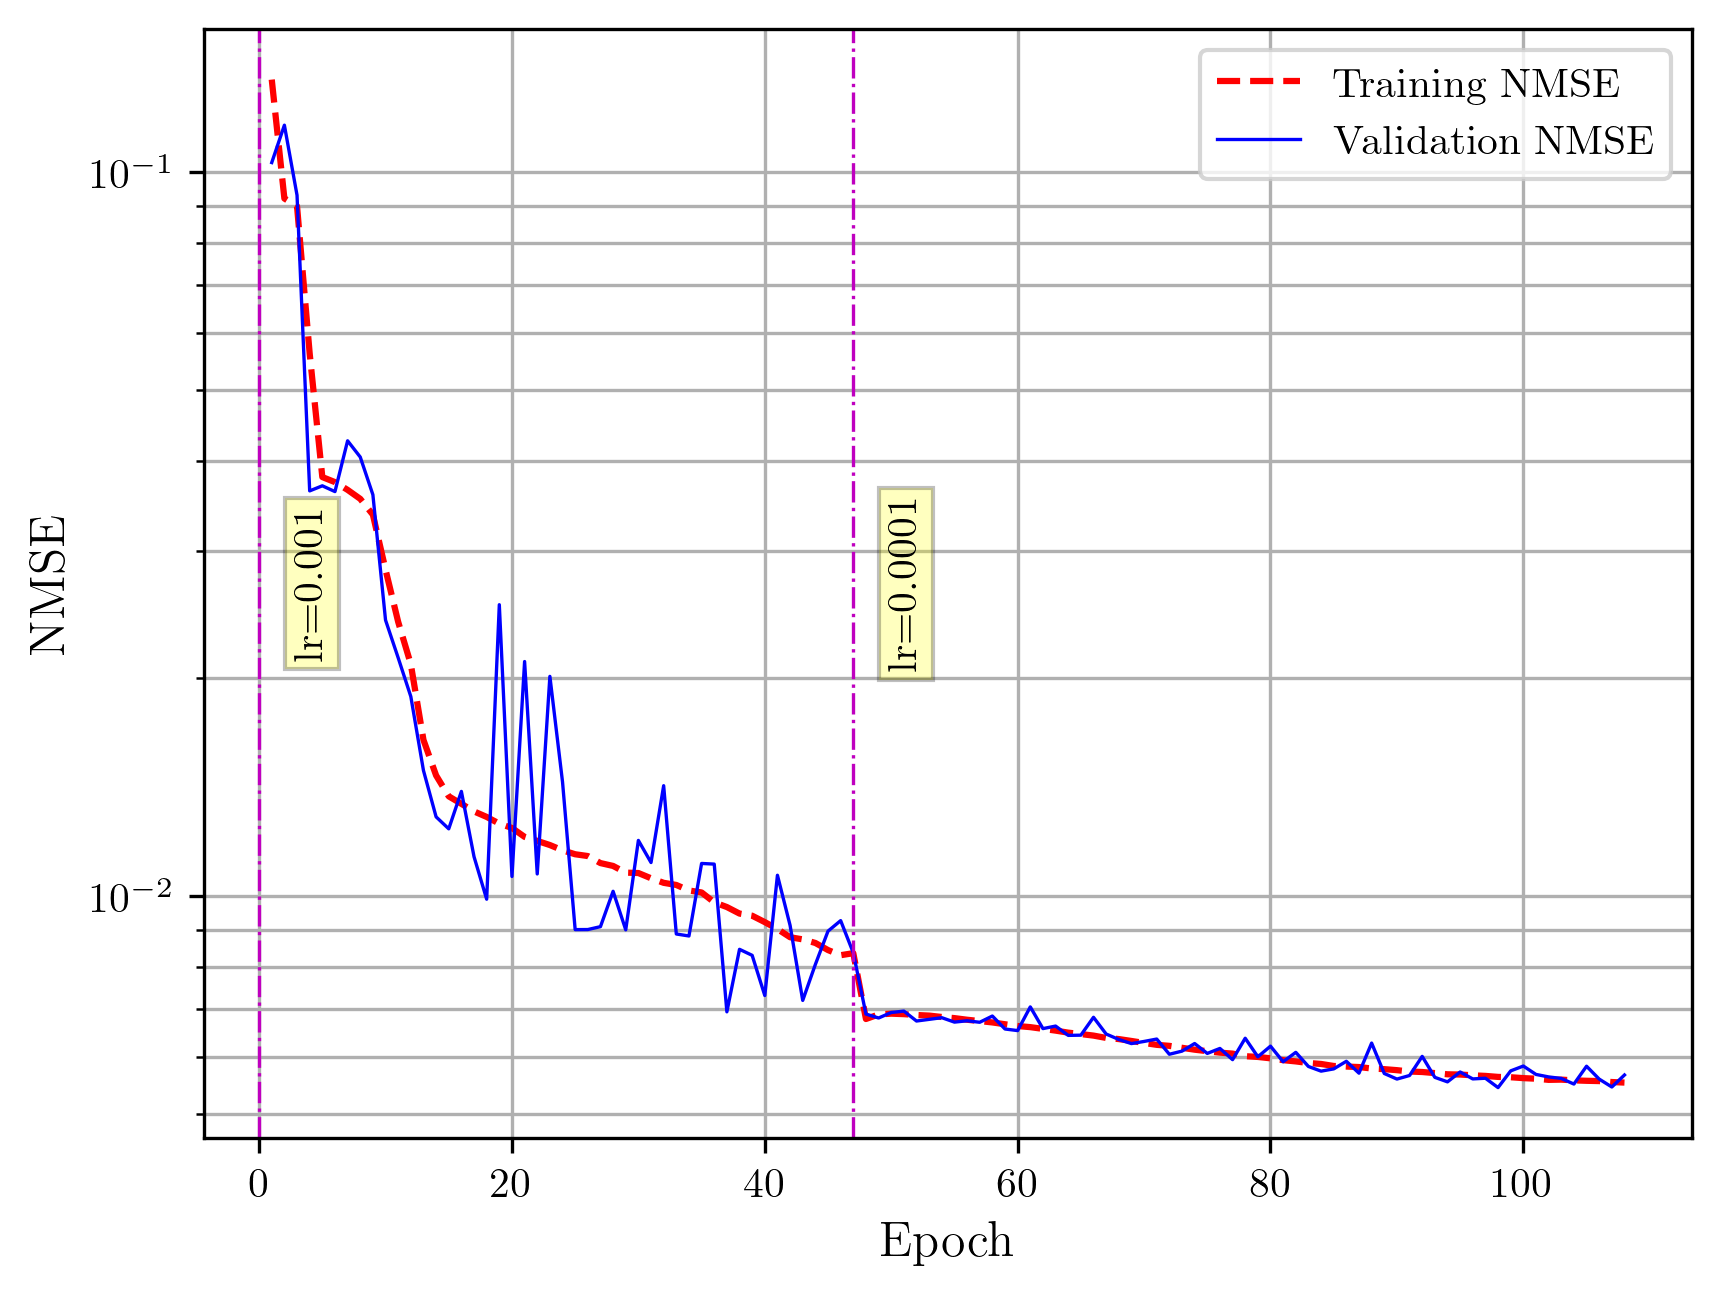 Training NMSE
Validation NMSE
10⁻¹
10⁻²
NMSE
lr=0.001
lr=0.0001
0 20 40 60 80 100
Epoch